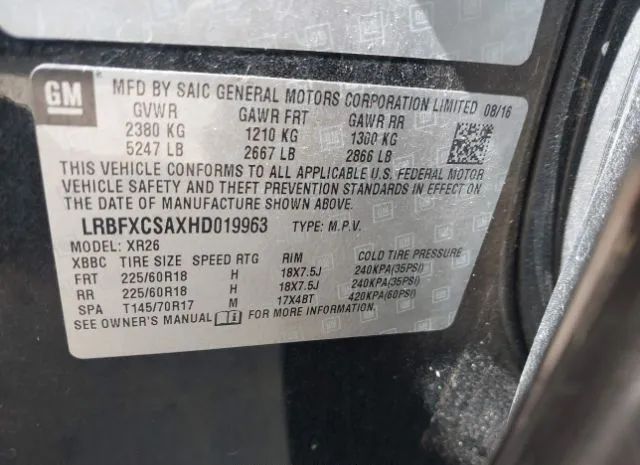 GM
MFD BY SAIC GENERAL MOTORS CORPORATION LIMITED 08/16
GVWR GAWR FRT GAWR RR
2380 KG 1210 KG 1300 KG
5247 LB 2667 LB 2866 LB
THIS VEHICLE CONFORMS TO ALL APPLICABLE U.S. FEDERAL MOTOR
VEHICLE SAFETY AND THEFT PREVENTION STANDARDS IN EFFECT ON
THE DATE OF MANUFACTURE SHOWN ABOVE.
LRBFXCSAXHD019963 TYPE: M.P.V.
MODEL: XR26
XBBC TIRE SIZE SPEED RTG RIM COLD TIRE PRESSURE
FRT 225/60R18 H 18X7.5J 240KPA(35PSI)
RR 225/60R18 H 18X7.5J 240KPA(35PSI)
SPA T145/70R17 M 17X4BT 420KPA(60PSI)
SEE OWNER'S MANUAL FOR MORE INFORMATION.